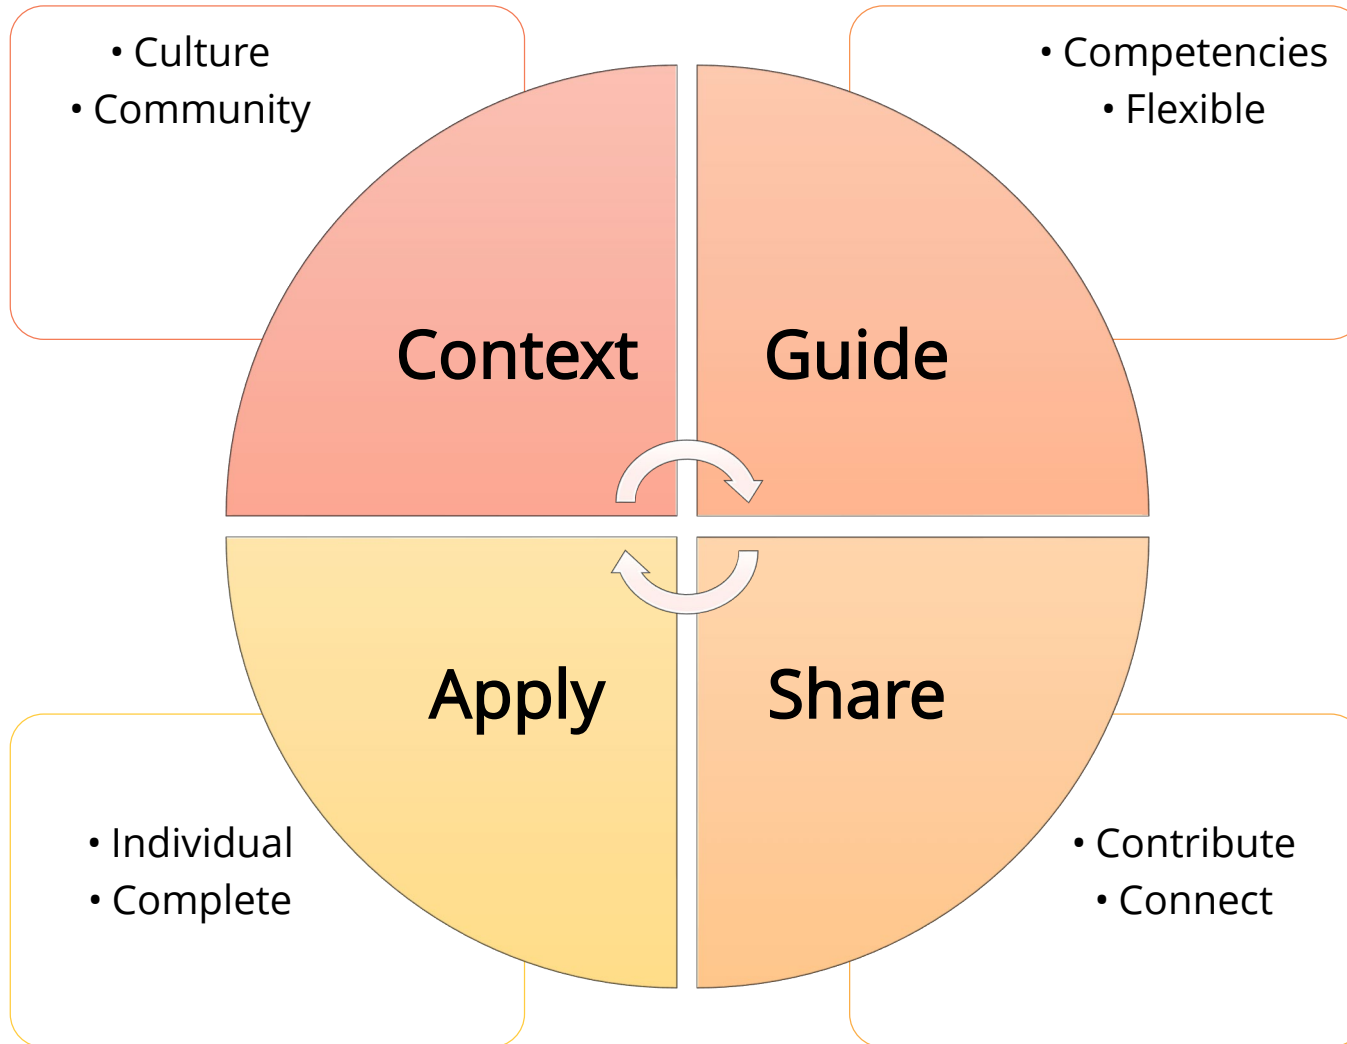 • Culture
• Community
• Competencies
• Flexible
Context
Guide
Apply
Share
• Individual
• Complete
• Contribute
• Connect